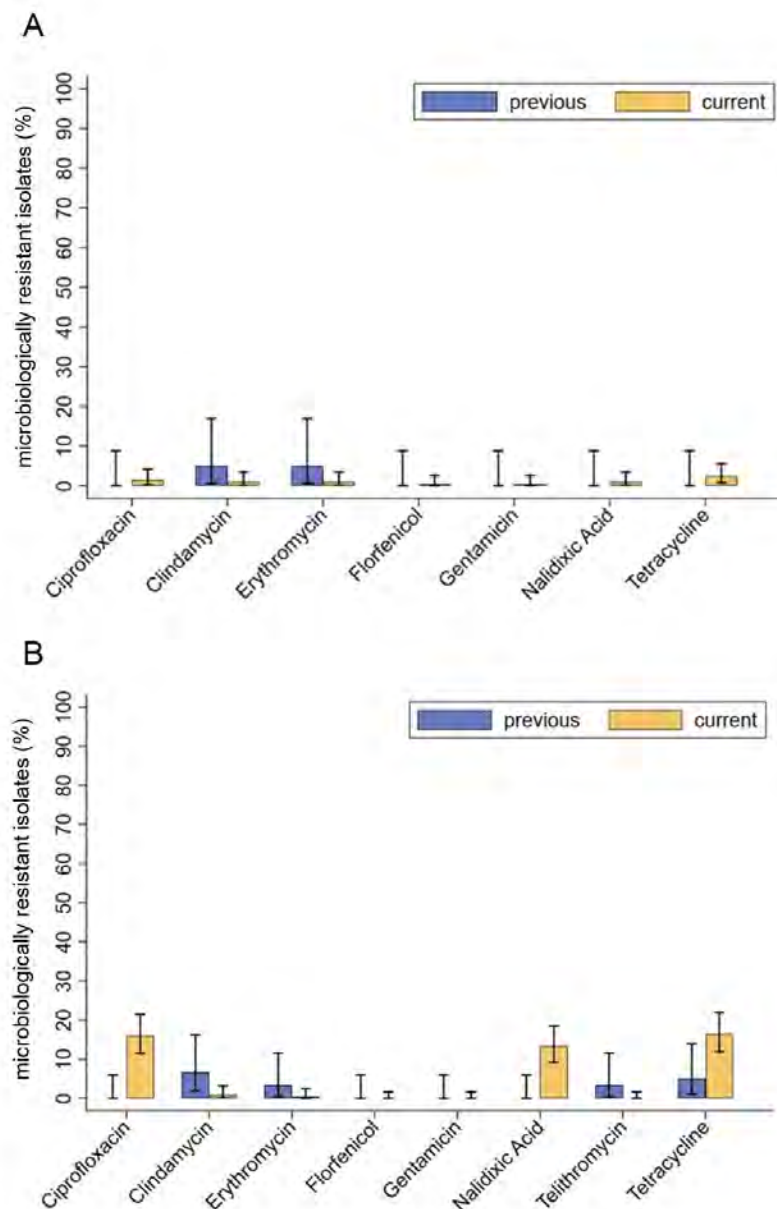 A
microbiologically resistant isolates (%)
100
90
80
70
60
50
40
30
20
10
0
previous
current
Ciprofloxacin
Clindamycin
Erythromycin
Florfenicol
Gentamicin
Nalidixic Acid
Tetracycline
B
microbiologically resistant isolates (%)
100
90
80
70
60
50
40
30
20
10
0
previous
current
Ciprofloxacin
Clindamycin
Erythromycin
Florfenicol
Gentamicin
Nalidixic Acid
Telithromycin
Tetracycline